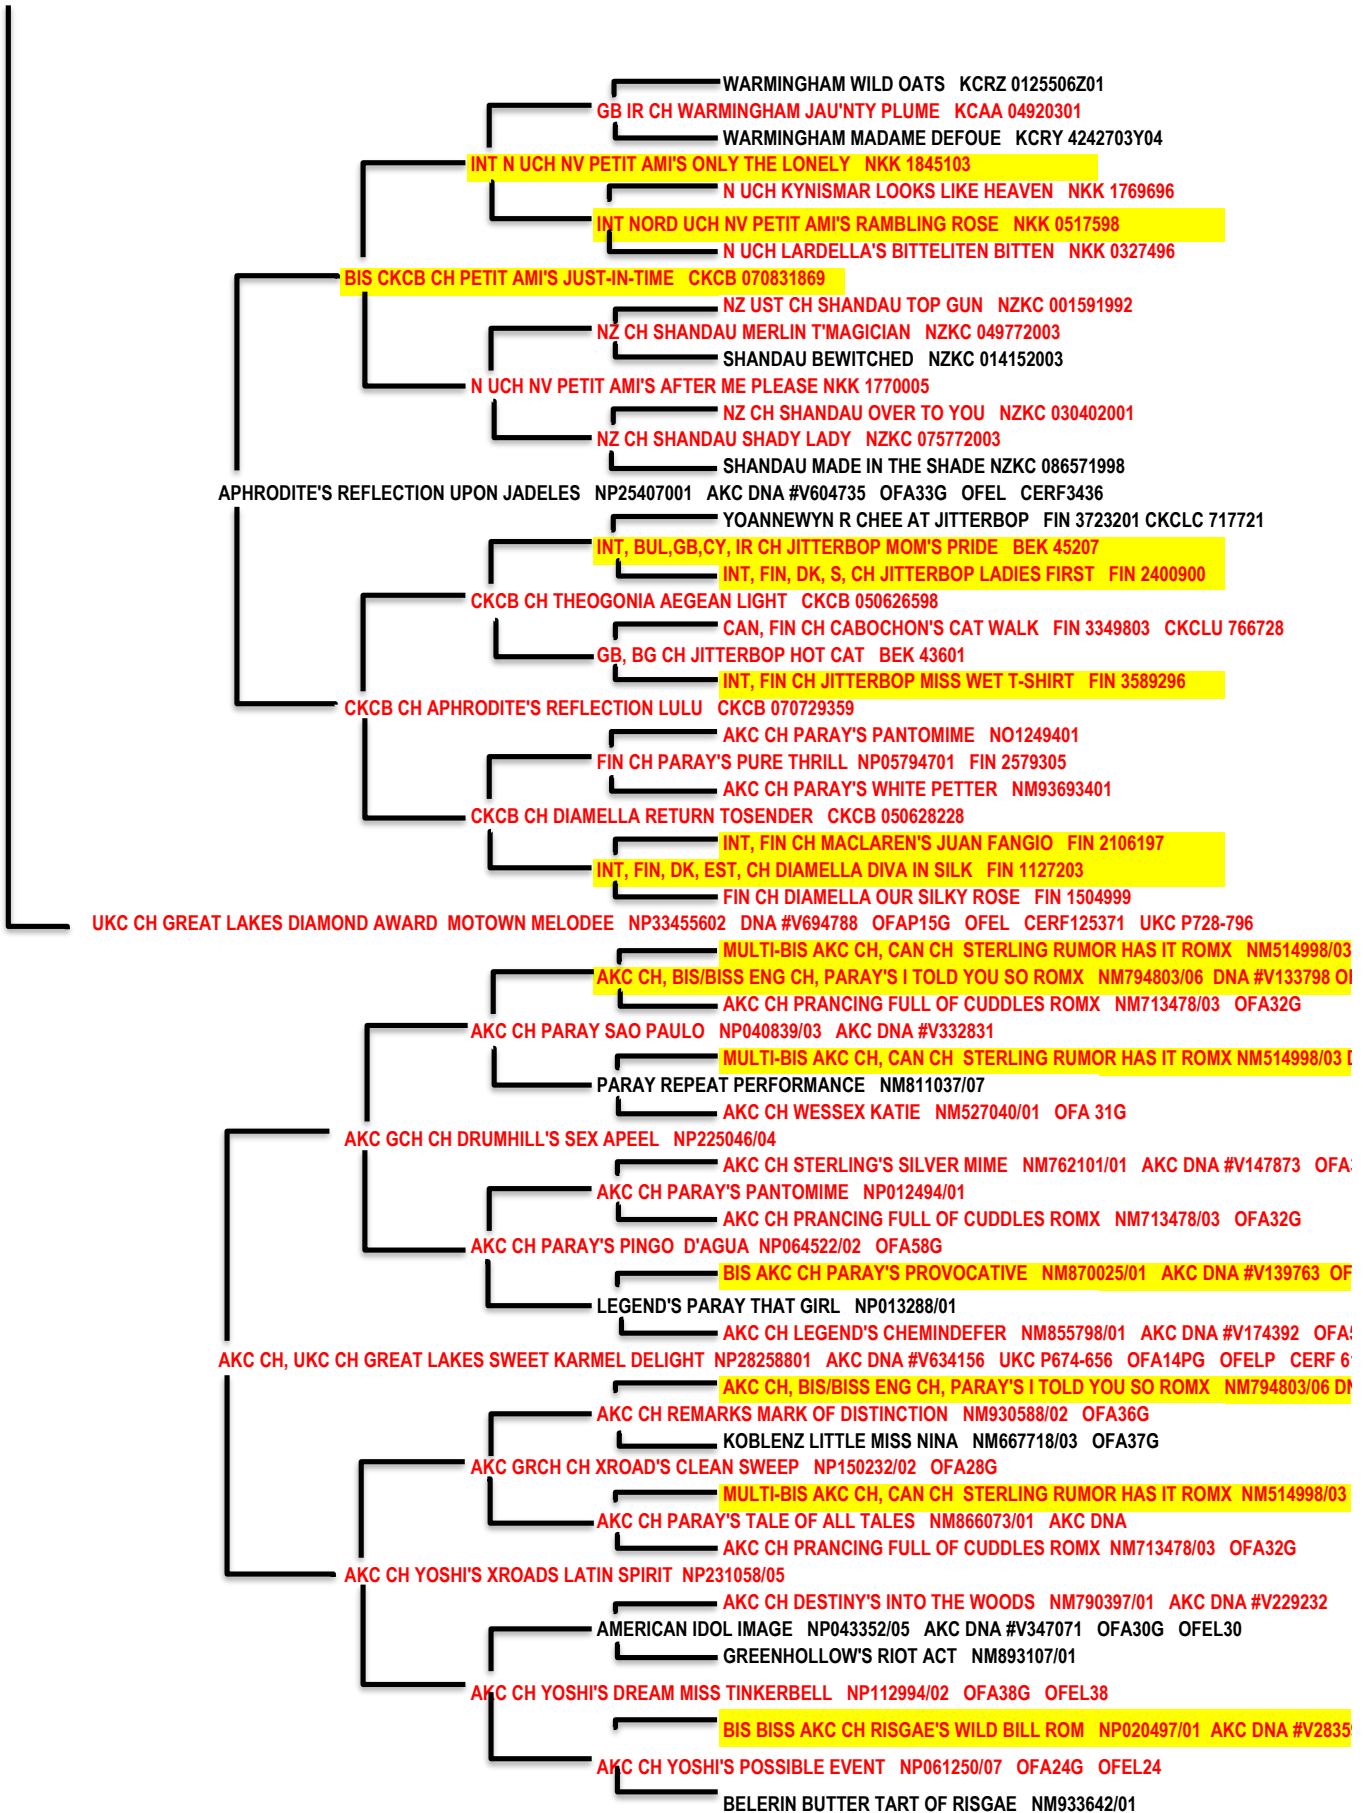 WARMINGHAM WILD OATS KCRZ 0125506Z01
GB IR CH WARMINGHAM JAU'NTY PLUME KCAA 04920301
WARMINGHAM MADAME DEFOUE KCRY 4242703Y04
INT N UCH NV PETIT AMI'S ONLY THE LONELY NKK 1845103
N UCH KYNISMAR LOOKS LIKE HEAVEN NKK 1769696
INT NORD UCH NV PETIT AMI'S RAMBLING ROSE NKK 0517598
N UCH LARDELLA'S BITTELITEN BITTEN NKK 0327496
BIS CKCB CH PETIT AMI'S JUST-IN-TIME CKCB 070831869
NZ UST CH SHANDAU TOP GUN NZKC 001591992
NZ CH SHANDAU MERLIN T'MAGICIAN NZKC 049772003
SHANDAU BEWITCHED NZKC 014152003
N UCH NV PETIT AMI'S AFTER ME PLEASE NKK 1770005
NZ CH SHANDAU OVER TO YOU NZKC 030402001
NZ CH SHANDAU SHADY LADY NZKC 075772003
SHANDAU MADE IN THE SHADE NZKC 086571998
APHRODITE'S REFLECTION UPON JADELES NP25407001 AKC DNA #V604735 OFA33G OFEL CERF3436
YOANNEWYN R CHEE AT JITTERBOP FIN 3723201 CKCLC 717721
INT, BUL,GB,CY, IR CH JITTERBOP MOM'S PRIDE BEK 45207
INT, FIN, DK, S, CH JITTERBOP LADIES FIRST FIN 2400900
CKCB CH THEOGONIA AEGEAN LIGHT CKCB 050626598
CAN, FIN CH CABOCHON'S CAT WALK FIN 3349803 CKCLU 766728
GB, BG CH JITTERBOP HOT CAT BEK 43601
INT, FIN CH JITTERBOP MISS WET T-SHIRT FIN 3589296
CKCB CH APHRODITE'S REFLECTION LULU CKCB 070729359
AKC CH PARAY'S PANTOMIME NO1249401
FIN CH PARAY'S PURE THRILL NP05794701 FIN 2579305
AKC CH PARAY'S WHITE PETTER NM93693401
CKCB CH DIAMELLA RETURN TOSENDER CKCB 050628228
INT, FIN CH MACLAREN'S JUAN FANGIO FIN 2106197
INT, FIN, DK, EST, CH DIAMELLA DIVA IN SILK FIN 1127203
FIN CH DIAMELLA OUR SILKY ROSE FIN 1504999
UKC CH GREAT LAKES DIAMOND AWARD MOTOWN MELODEE NP33455602 DNA #V694788 OFAP15G OFEL CERF125371 UKC P728-796
MULTI-BIS AKC CH, CAN CH STERLING RUMOR HAS IT ROMX NM514998/03
AKC CH, BIS/BISS ENG CH, PARAY'S I TOLD YOU SO ROMX NM794803/06 DNA #V133798 OF
AKC CH PRANCING FULL OF CUDDLES ROMX NM713478/03 OFA32G
AKC CH PARAY SAO PAULO NP040839/03 AKC DNA #V332831
MULTI-BIS AKC CH, CAN CH STERLING RUMOR HAS IT ROMX NM514998/03 D
PARAY REPEAT PERFORMANCE NM811037/07
AKC CH WESSEX KATIE NM527040/01 OFA 31G
AKC GCH CH DRUMHILL'S SEX APEEL NP225046/04
AKC CH STERLING'S SILVER MIME NM762101/01 AKC DNA #V147873 OFA
AKC CH PARAY'S PANTOMIME NP012494/01
AKC CH PRANCING FULL OF CUDDLES ROMX NM713478/03 OFA32G
AKC CH PARAY'S PINGO D'AGUA NP064522/02 OFA58G
BIS AKC CH PARAY'S PROVOCATIVE NM870025/01 AKC DNA #V139763 OF
LEGEND'S PARAY THAT GIRL NP013288/01
AKC CH LEGEND'S CHEMINDEFER NM855798/01 AKC DNA #V174392 OFA5
AKC CH, UKC CH GREAT LAKES SWEET KARMEL DELIGHT NP28258801 AKC DNA #V634156 UKC P674-656 OFA14PG OFELP CERF 61
AKC CH, BIS/BISS ENG CH, PARAY'S I TOLD YOU SO ROMX NM794803/06 DN
AKC CH REMARKS MARK OF DISTINCTION NM930588/02 OFA36G
KOBLENZ LITTLE MISS NINA NM667718/03 OFA37G
AKC GRCH CH XROAD'S CLEAN SWEEP NP150232/02 OFA28G
MULTI-BIS AKC CH, CAN CH STERLING RUMOR HAS IT ROMX NM514998/03
AKC CH PARAY'S TALE OF ALL TALES NM866073/01 AKC DNA
AKC CH PRANCING FULL OF CUDDLES ROMX NM713478/03 OFA32G
AKC CH YOSHI'S XROADS LATIN SPIRIT NP231058/05
AKC CH DESTINY'S INTO THE WOODS NM790397/01 AKC DNA #V229232
AMERICAN IDOL IMAGE NP043352/05 AKC DNA #V347071 OFA30G OFEL30
GREENHOLLOW'S RIOT ACT NM893107/01
AKC CH YOSHI'S DREAM MISS TINKERBELL NP112994/02 OFA38G OFEL38
BIS BISS AKC CH RISGAE'S WILD BILL ROM NP020497/01 AKC DNA #V28359
AKC CH YOSHI'S POSSIBLE EVENT NP061250/07 OFA24G OFEL24
BELERIN BUTTER TART OF RISGAE NM933642/01